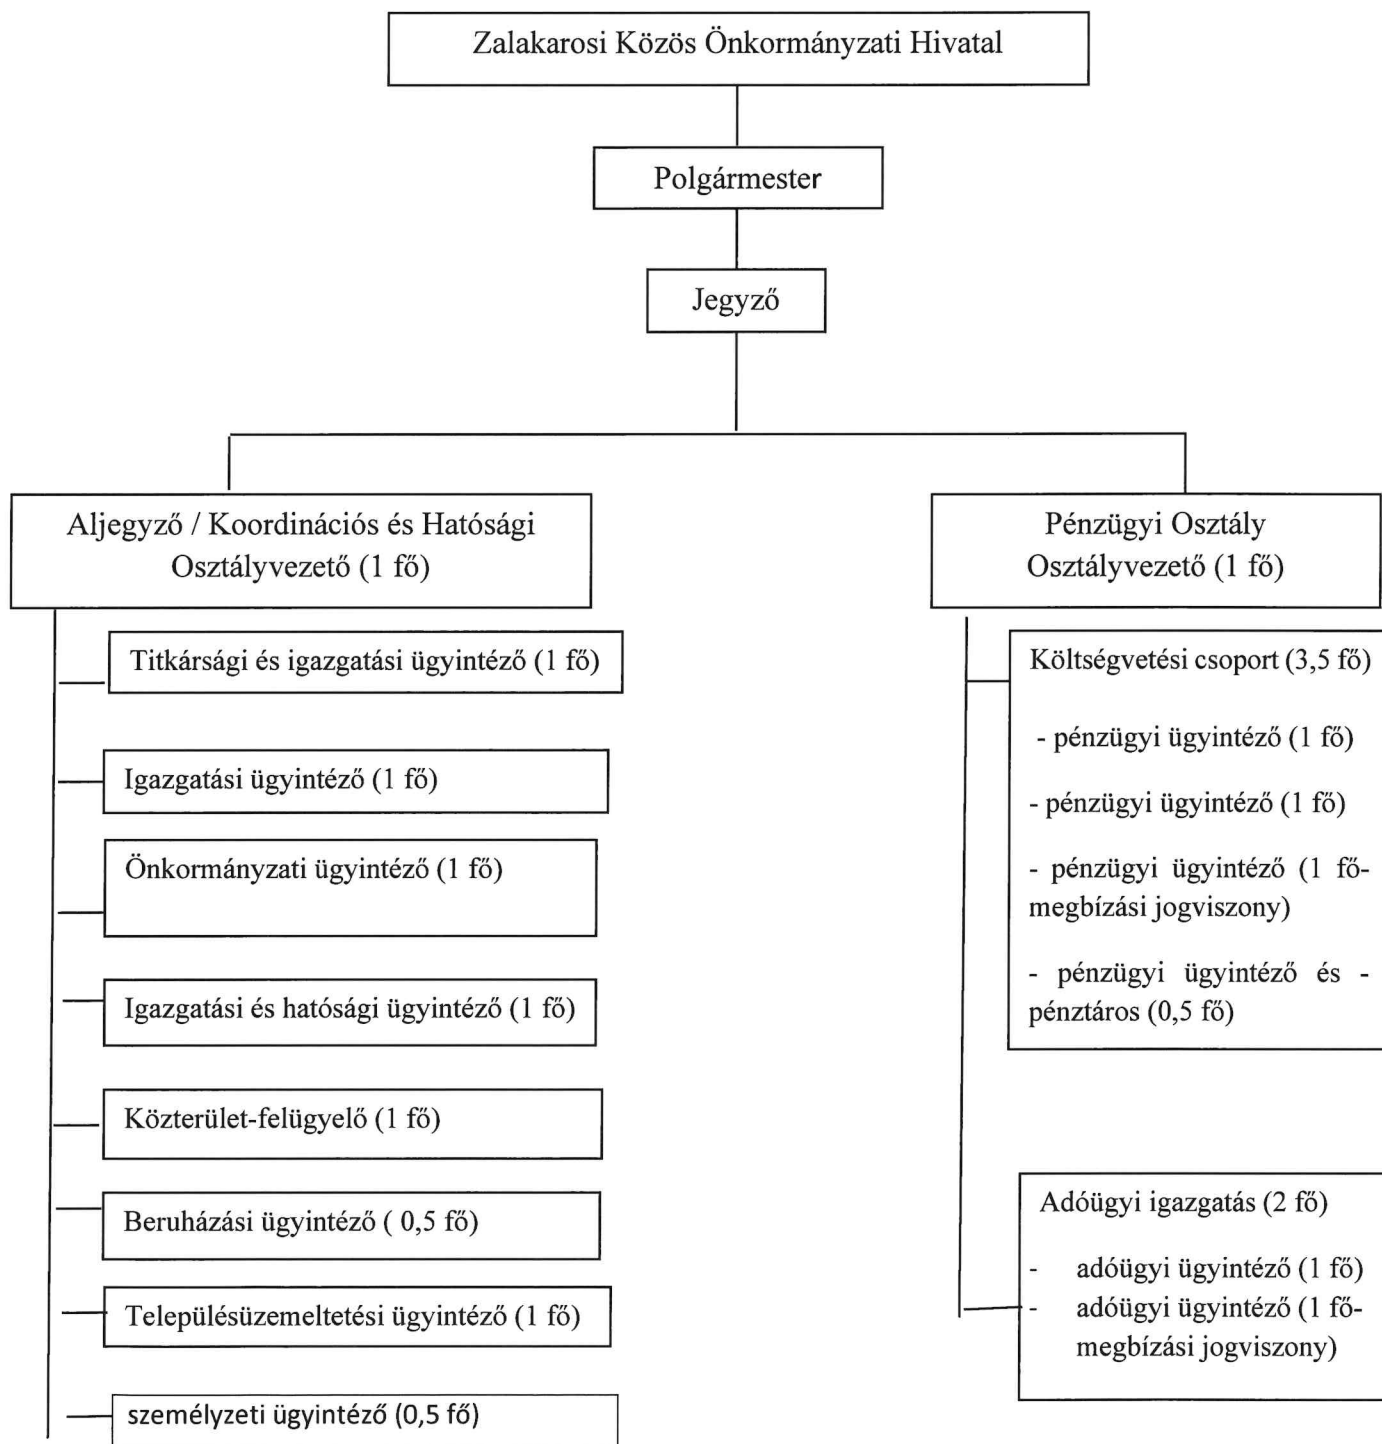 Zalakarosi Közös Önkormányzati Hivatal
Polgármester
Jegyző
Aljegyző / Koordinációs és Hatósági
Osztályvezető (1 fő)
Titkársági és igazgatási ügyintéző (1 fő)
Igazgatási ügyintéző (1 fő)
Önkormányzati ügyintéző (1 fő)
Igazgatási és hatósági ügyintéző (1 fő)
Közterület-felügyelő (1 fő)
Beruházási ügyintéző ( 0,5 fő)
Településüzemeltetési ügyintéző (1 fő)
személyzeti ügyintéző (0,5 fő)
Pénzügyi Osztály
Osztályvezető (1 fő)
Költségvetési csoport (3,5 fő)
- pénzügyi ügyintéző (1 fő)
- pénzügyi ügyintéző (1 fő)
- pénzügyi ügyintéző (1 fő-
megbízási jogviszony)
- pénzügyi ügyintéző és -
pénztáros (0,5 fő)
Adóügyi igazgatás (2 fő)
- adóügyi ügyintéző (1 fő)
- adóügyi ügyintéző (1 fő-
megbízási jogviszony)